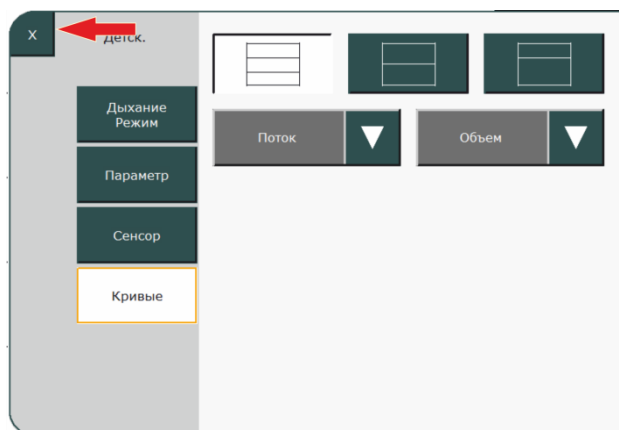 X
Детск.
Дыхание
Режим
Параметр
Сенсор
Кривые
Поток
Объем